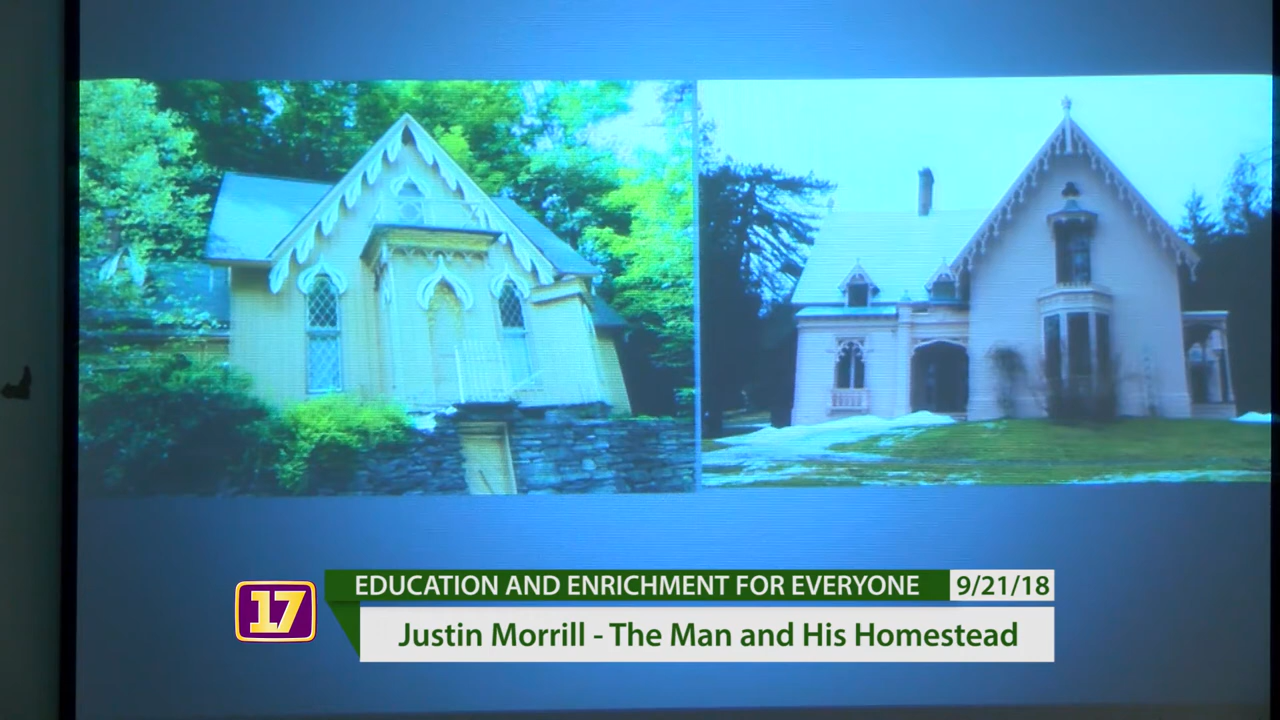 EDUCATION AND ENRICHMENT FOR EVERYONE 9/21/18
17
Justin Morrill - The Man and His Homestead